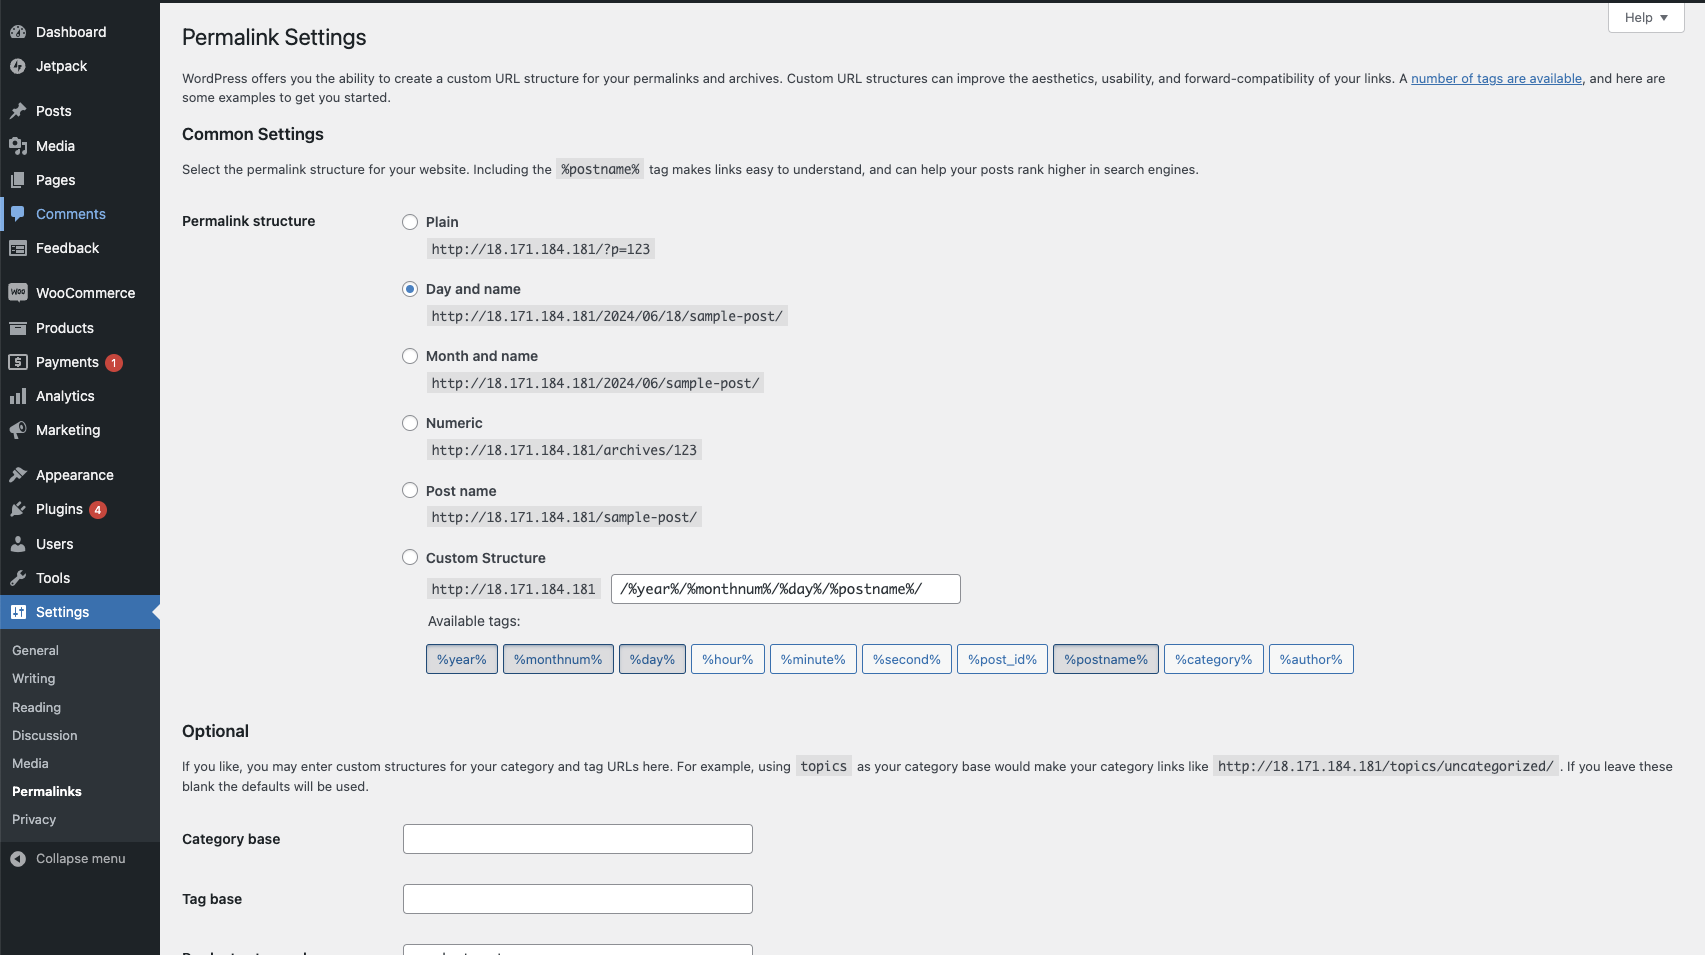 Dashboard
Jetpack
Posts
Media
Pages
Comments
Feedback
WooCommerce
Products
Payments 1
Analytics
Marketing
Appearance
Plugins 4
Users
Tools
Settings
General
Writing
Reading
Discussion
Media
Permalinks
Privacy
Collapse menu
Help ▼
Permalink Settings
WordPress offers you the ability to create a custom URL structure for your permalinks and archives. Custom URL structures can improve the aesthetics, usability, and forward-compatibility of your links. A number of tags are available, and here are
some examples to get you started.
Common Settings
Select the permalink structure for your website. Including the %postname% tag makes links easy to understand, and can help your posts rank higher in search engines.
Permalink structure
Plain
http://18.171.184.181/?p=123
Day and name
http://18.171.184.181/2024/06/18/sample-post/
Month and name
http://18.171.184.181/2024/06/sample-post/
Numeric
http://18.171.184.181/archives/123
Post name
http://18.171.184.181/sample-post/
Custom Structure
http://18.171.184.181 /%year%/%monthnum%/%day%/%postname%/
Available tags:
%year% %monthnum% %day% %hour% %minute% %second% %post_id% %postname% %category% %author%
Optional
If you like, you may enter custom structures for your category and tag URLs here. For example, using topics as your category base would make your category links like http://18.171.184.181/topics/uncategorized/ . If you leave these
blank the defaults will be used.
Category base
Tag base